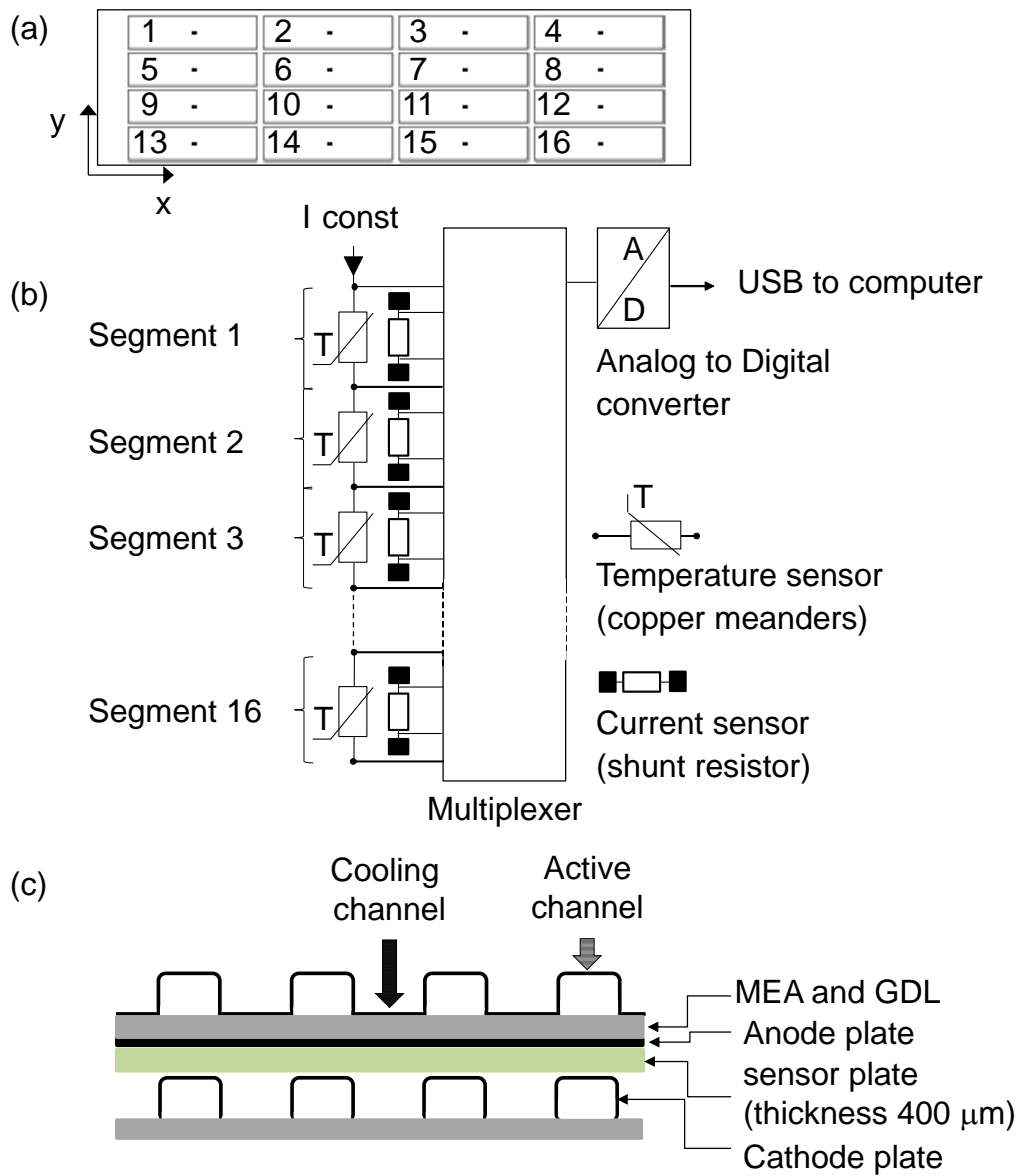 (a)
1 - 2 - 3 - 4 -
5 - 6 - 7 - 8 -
9 - 10 - 11 - 12 -
13 - 14 - 15 - 16 -
y
x
I const
(b)
Segment 1
T
Segment 2
T
Segment 3
T
Segment 16
T
Multiplexer
A
D
USB to computer
Analog to Digital
converter
T
Temperature sensor
(copper meanders)
Current sensor
(shunt resistor)
(c)
Cooling
channel
Active
channel
MEA and GDL
Anode plate
sensor plate
(thickness 400 μm)
Cathode plate